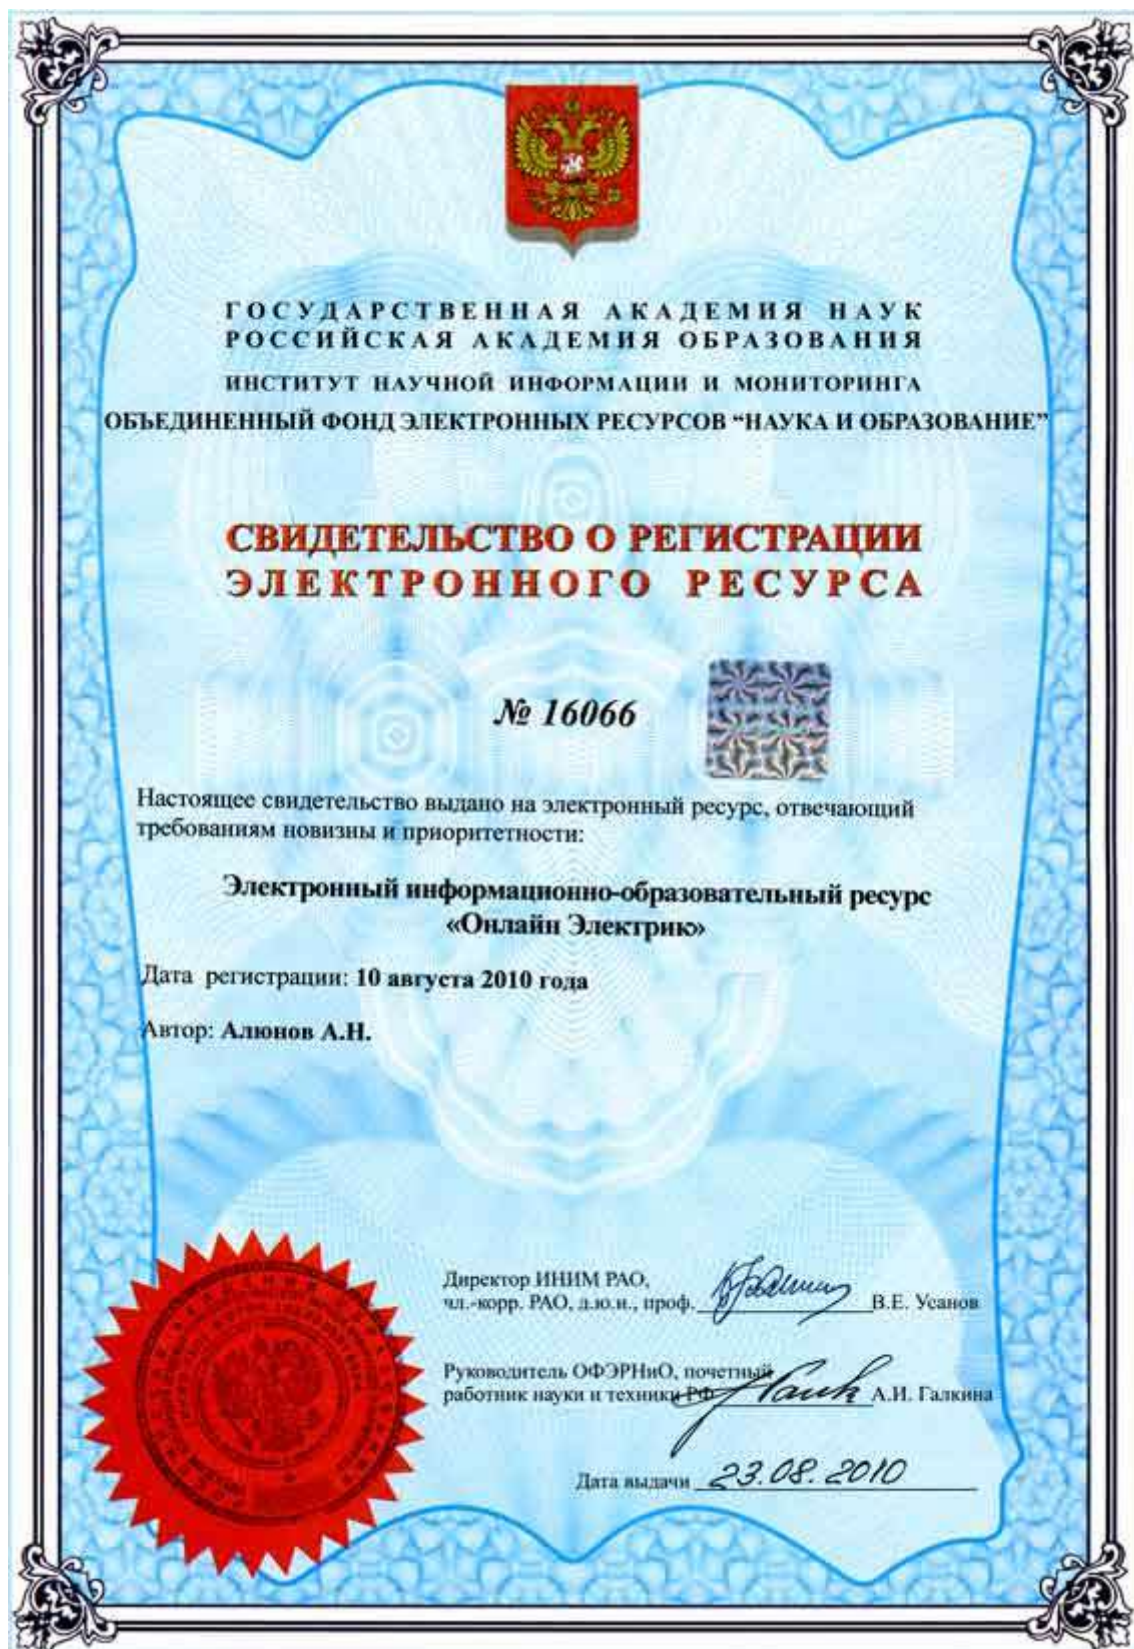 ГОСУДАРСТВЕННАЯ АКАДЕМИЯ НАУК
РОССИЙСКАЯ АКАДЕМИЯ ОБРАЗОВАНИЯ
ИНСТИТУТ НАУЧНОЙ ИНФОРМАЦИИ И МОНИТОРИНГА
ОБЪЕДИНЕННЫЙ ФОНД ЭЛЕКТРОННЫХ РЕСУРСОВ “НАУКА И ОБРАЗОВАНИЕ”
СВИДЕТЕЛЬСТВО О РЕГИСТРАЦИИ
ЭЛЕКТРОННОГО РЕСУРСА
№ 16066
Настоящее свидетельство выдано на электронный ресурс, отвечающий
требованиям новизны и приоритетности:
Электронный информационно-образовательный ресурс
«Онлайн Электрик»
Дата регистрации: 10 августа 2010 года
Автор: Алюнов А.Н.
Директор ИНИМ РАО,
чл.-корр. РАО, д.ю.н., проф. В.Е. Усанов
Руководитель ОФЭРНиО, почетный
работник науки и техники РФ А.И. Галкина
Дата выдачи 23.08.2010